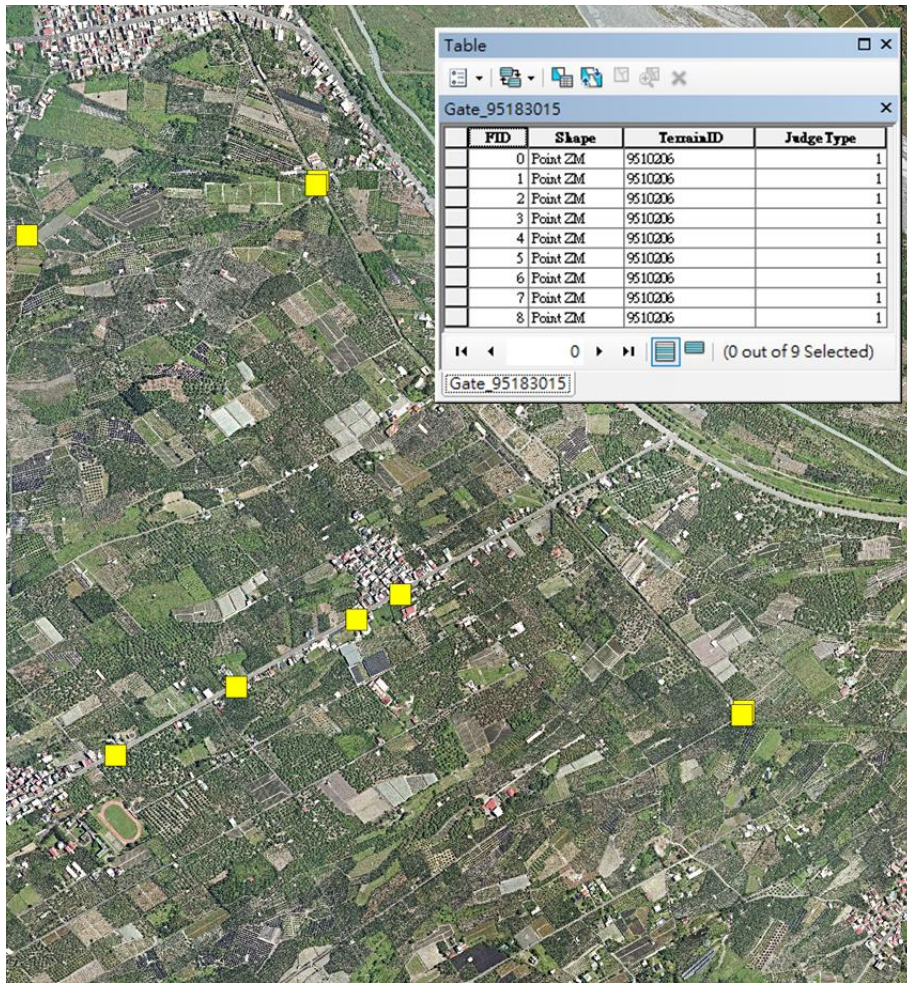 Table
Gate_95183015
FID Shape TerrainID JudgeType
0 Point ZM 9510206 1
1 Point ZM 9510206 1
2 Point ZM 9510206 1
3 Point ZM 9510206 1
4 Point ZM 9510206 1
5 Point ZM 9510206 1
6 Point ZM 9510206 1
7 Point ZM 9510206 1
8 Point ZM 9510206 1
0 (0 out of 9 Selected)
Gate_95183015